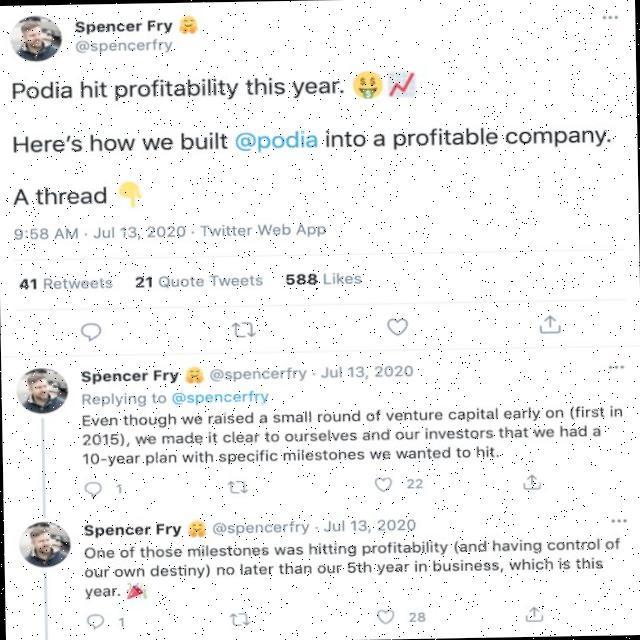 Spencer Fry 🤗
@spencerfry
Podia hit profitability this year. 🤑📈
Here's how we built @podia into a profitable company.
A thread 👇
9:58 AM · Jul 13, 2020 · Twitter Web App
41 Retweets 21 Quote Tweets 588 Likes
Spencer Fry 🤗 @spencerfry · Jul 13, 2020
Replying to @spencerfry
Even though we raised a small round of venture capital early on (first in
2015), we made it clear to ourselves and our investors that we had a
10-year plan with specific milestones we wanted to hit.
1 22
Spencer Fry 🤗 @spencerfry · Jul 13, 2020
One of those milestones was hitting profitability (and having control of
our own destiny) no later than our 5th year in business, which is this
year. 🎉
1 28